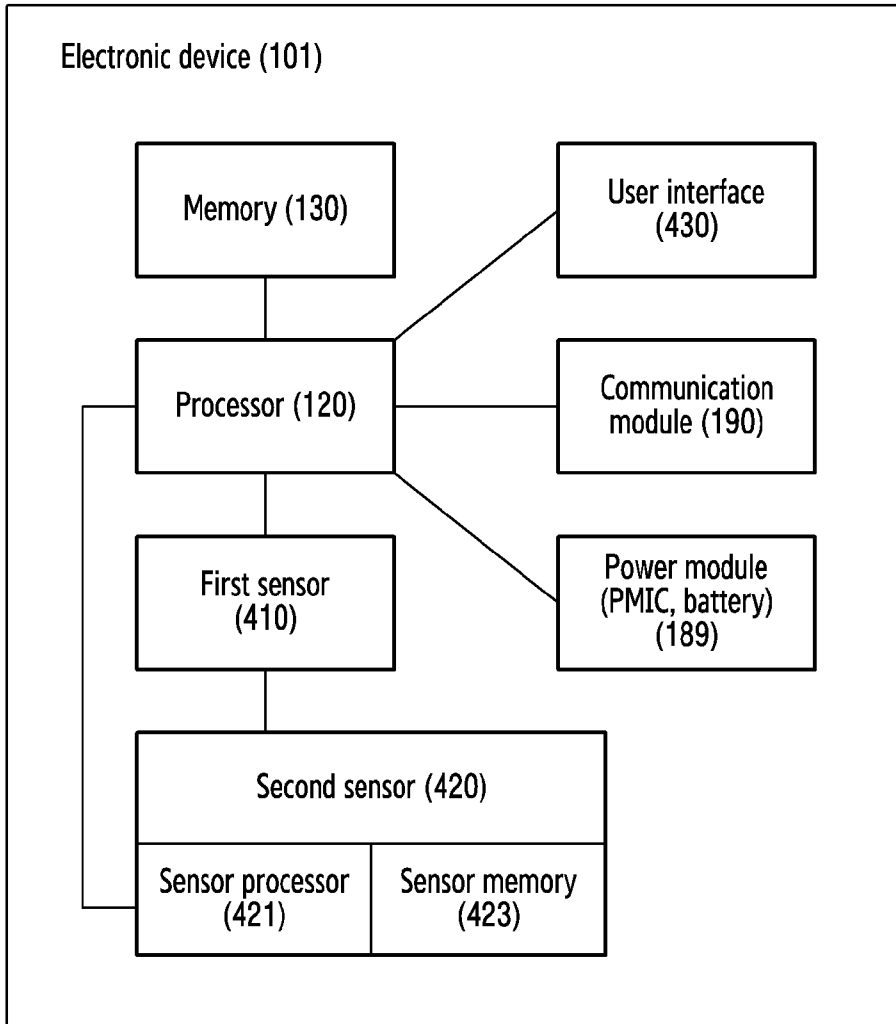 Electronic device (101)
Memory (130)
User interface
(430)
Processor (120)
Communication
module (190)
First sensor
(410)
Power module
(PMIC, battery)
(189)
Second sensor (420)
Sensor processor
(421)
Sensor memory
(423)